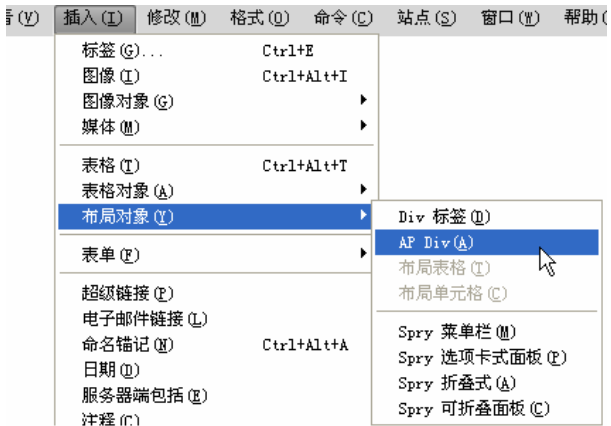 (V) 插入(I) 修改(M) 格式(O) 命令(C) 站点(S) 窗口(W) 帮助(
标签(G)... Ctrl+E
图像(I) Ctrl+Alt+I
图像对象(G)
媒体(M)
表格(T) Ctrl+Alt+T
表格对象(A)
布局对象(Y)
Div 标签(D)
AP Div(A)
布局表格(T)
布局单元格(C)
Spry 菜单栏(M)
Spry 选项卡式面板(P)
Spry 折叠式(A)
Spry 可折叠面板(C)
表单(F)
超级链接(P)
电子邮件链接(L)
命名锚记(N) Ctrl+Alt+A
日期(D)
服务器端包括(E)
注释(C)